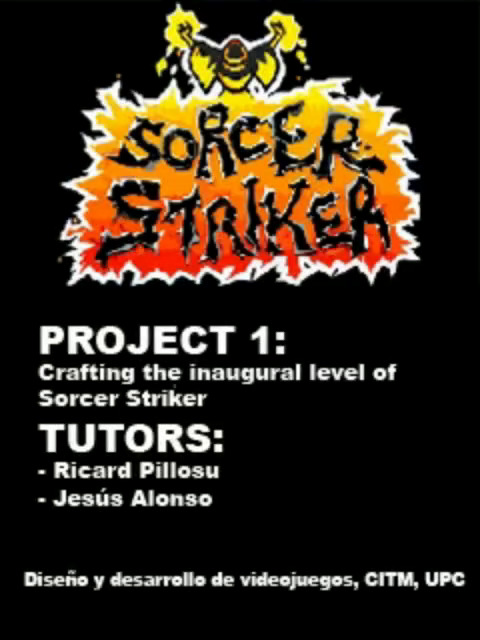 SORCER
STRIKER
PROJECT 1:
Crafting the inaugural level of
Sorcer Striker
TUTORS:
- Ricard Pillosu
- Jesús Alonso
Diseño y desarrollo de videojuegos, CITM, UPC